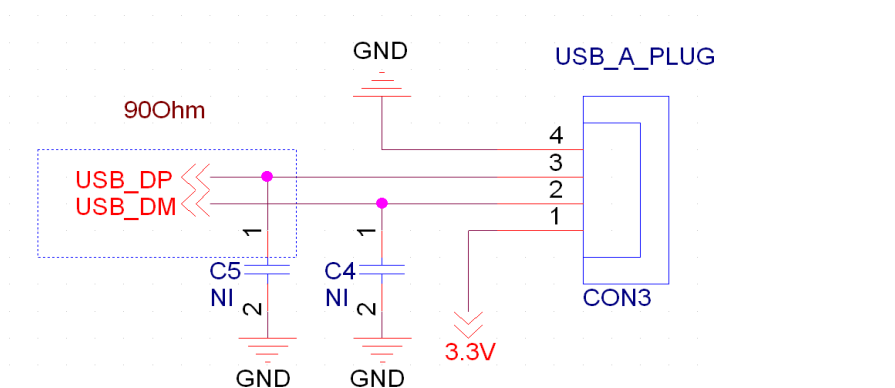 GND
USB_A_PLUG
90Ohm
4
3
USB_DP
2
USB_DM
1
1
1
C5
C4
NI
NI
CON3
2
2
3.3V
GND
GND